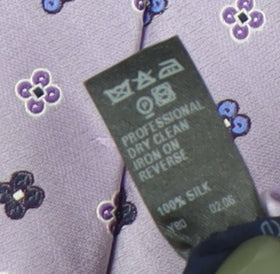 PROFESSIONAL
DRY CLEAN
IRON ON
REVERSE
100% SILK
02.06